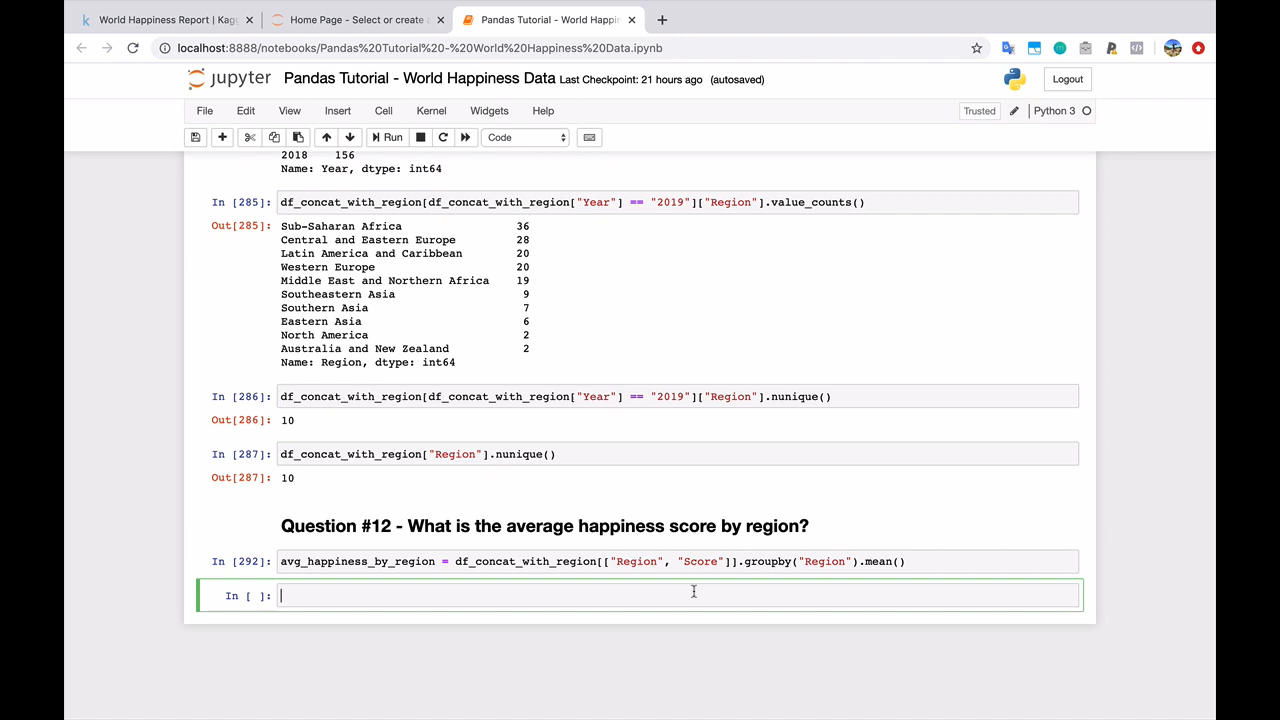 World Happiness Report | Kagg
Home Page - Select or create a
Pandas Tutorial - World Happin
localhost:8888/notebooks/Pandas%20Tutorial%20-%20World%20Happiness%20Data.ipynb
jupyter Pandas Tutorial - World Happiness Data Last Checkpoint: 21 hours ago (autosaved)
Logout
File Edit View Insert Cell Kernel Widgets Help
Trusted Python 3
Run Code
2018 156
Name: Year, dtype: int64
In [285]: df_concat_with_region[df_concat_with_region["Year"] == "2019"]["Region"].value_counts()
Out[285]: Sub-Saharan Africa 36
Central and Eastern Europe 28
Latin America and Caribbean 20
Western Europe 20
Middle East and Northern Africa 19
Southeastern Asia 9
Southern Asia 7
Eastern Asia 6
North America 2
Australia and New Zealand 2
Name: Region, dtype: int64
In [286]: df_concat_with_region[df_concat_with_region["Year"] == "2019"]["Region"].nunique()
Out[286]: 10
In [287]: df_concat_with_region["Region"].nunique()
Out[287]: 10
Question #12 - What is the average happiness score by region?
In [292]: avg_happiness_by_region = df_concat_with_region[["Region", "Score"]].groupby("Region").mean()
In [ ]: